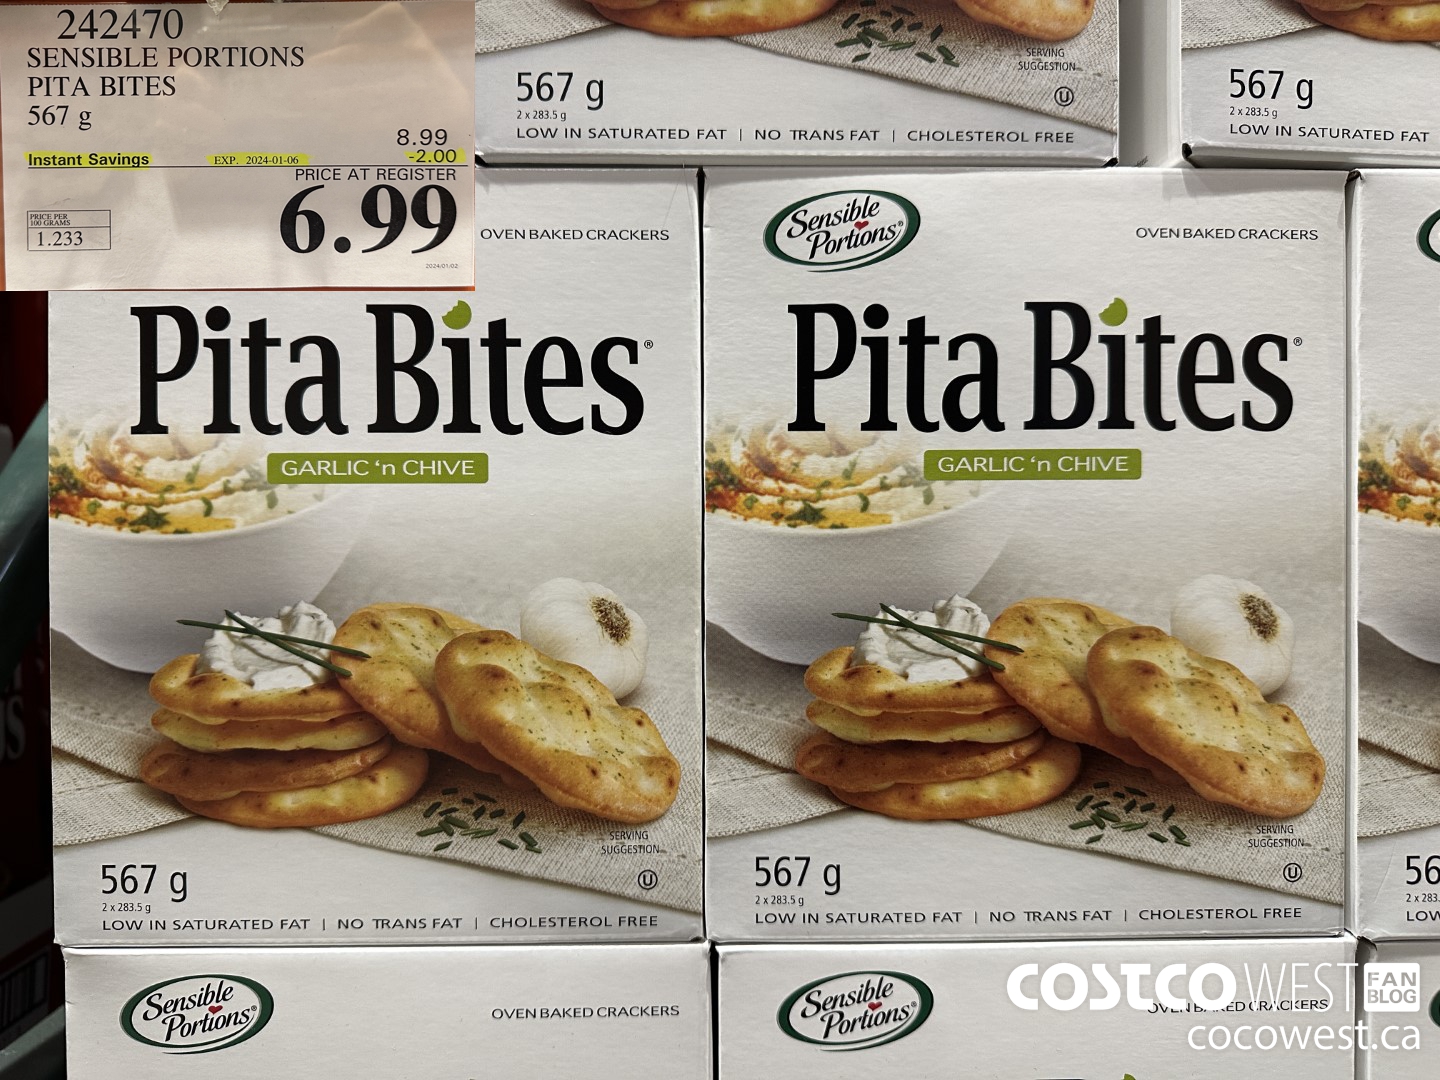 242470
SENSIBLE PORTIONS
PITA BITES
567 g
8.99
Instant Savings EXP. 2024-01-06 -2.00
PRICE AT REGISTER
6.99
PRICE PER
100 GRAMS
1.233
2024/01/02
SERVING
SUGGESTION
567 g
2 x 283.5 g
LOW IN SATURATED FAT | NO TRANS FAT | CHOLESTEROL FREE
567 g
2 x 283.5 g
LOW IN SATURATED FAT
OVEN BAKED CRACKERS
Pita Bites®
GARLIC 'n CHIVE
SERVING
SUGGESTION
567 g
2 x 283.5 g
LOW IN SATURATED FAT | NO TRANS FAT | CHOLESTEROL FREE
Sensible
Portions®
OVEN BAKED CRACKERS
Pita Bites®
GARLIC 'n CHIVE
SERVING
SUGGESTION
567 g
2 x 283.5 g
LOW IN SATURATED FAT | NO TRANS FAT | CHOLESTEROL FREE
56
2 x 283.
LOW
Sensible
Portions®
OVEN BAKED CRACKERS
Sensible
Portions®
OVEN BAKED CRACKERS
COSTCO WEST FAN BLOG
cocowest.ca